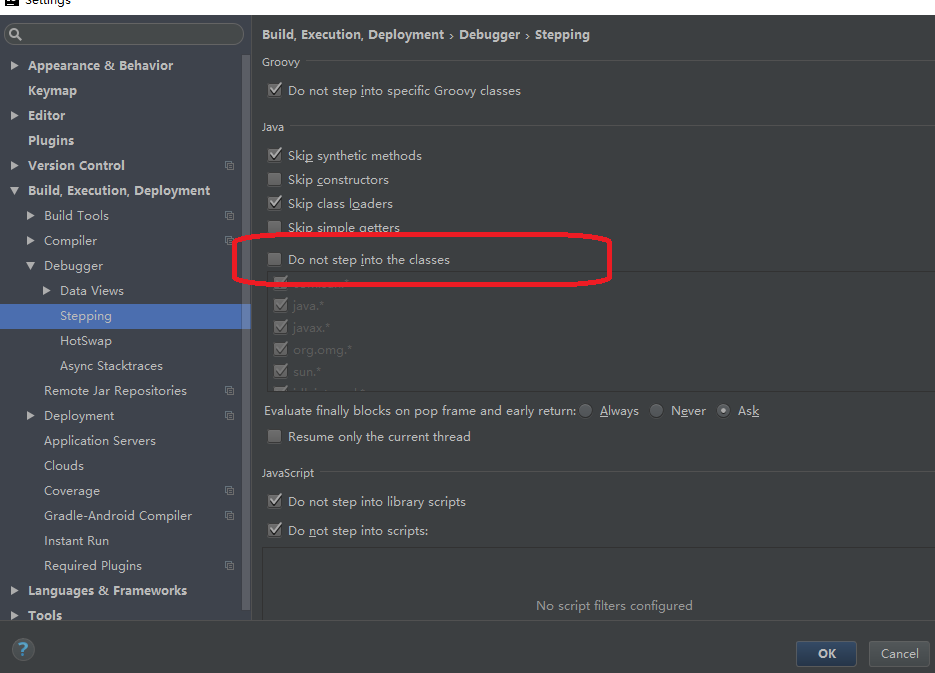 Settings
Build, Execution, Deployment › Debugger › Stepping
Appearance & Behavior
Keymap
Editor
Plugins
Version Control
Build, Execution, Deployment
Build Tools
Compiler
Debugger
Data Views
Stepping
HotSwap
Async Stacktraces
Remote Jar Repositories
Deployment
Application Servers
Clouds
Coverage
Gradle-Android Compiler
Instant Run
Required Plugins
Languages & Frameworks
Tools
Groovy
Do not step into specific Groovy classes
Java
Skip synthetic methods
Skip constructors
Skip class loaders
Skip simple getters
Do not step into the classes
java.*
javax.*
org.omg.*
sun.*
Evaluate finally blocks on pop frame and early return: Always Never Ask
Resume only the current thread
JavaScript
Do not step into library scripts
Do not step into scripts:
No script filters configured
?
OK Cancel